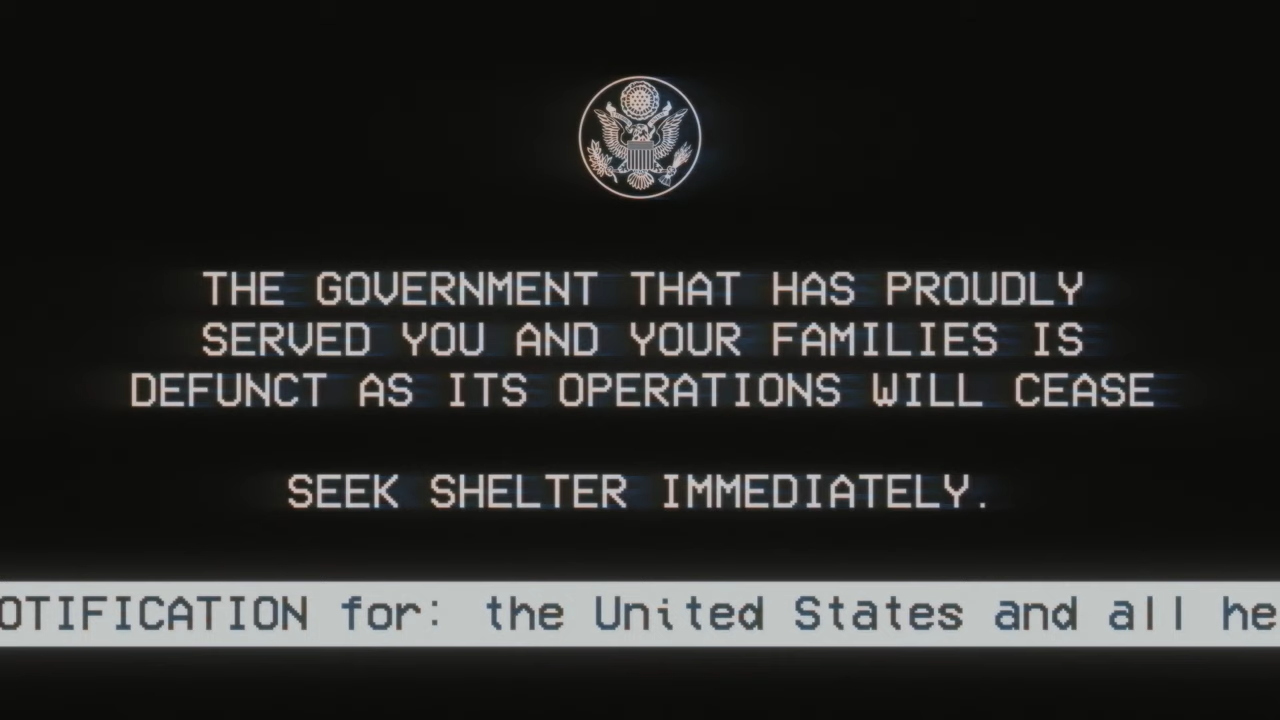 THE GOVERNMENT THAT HAS PROUDLY
SERVED YOU AND YOUR FAMILIES IS
DEFUNCT AS ITS OPERATIONS WILL CEASE
SEEK SHELTER IMMEDIATELY.
OTIFICATION for: the United States and all he